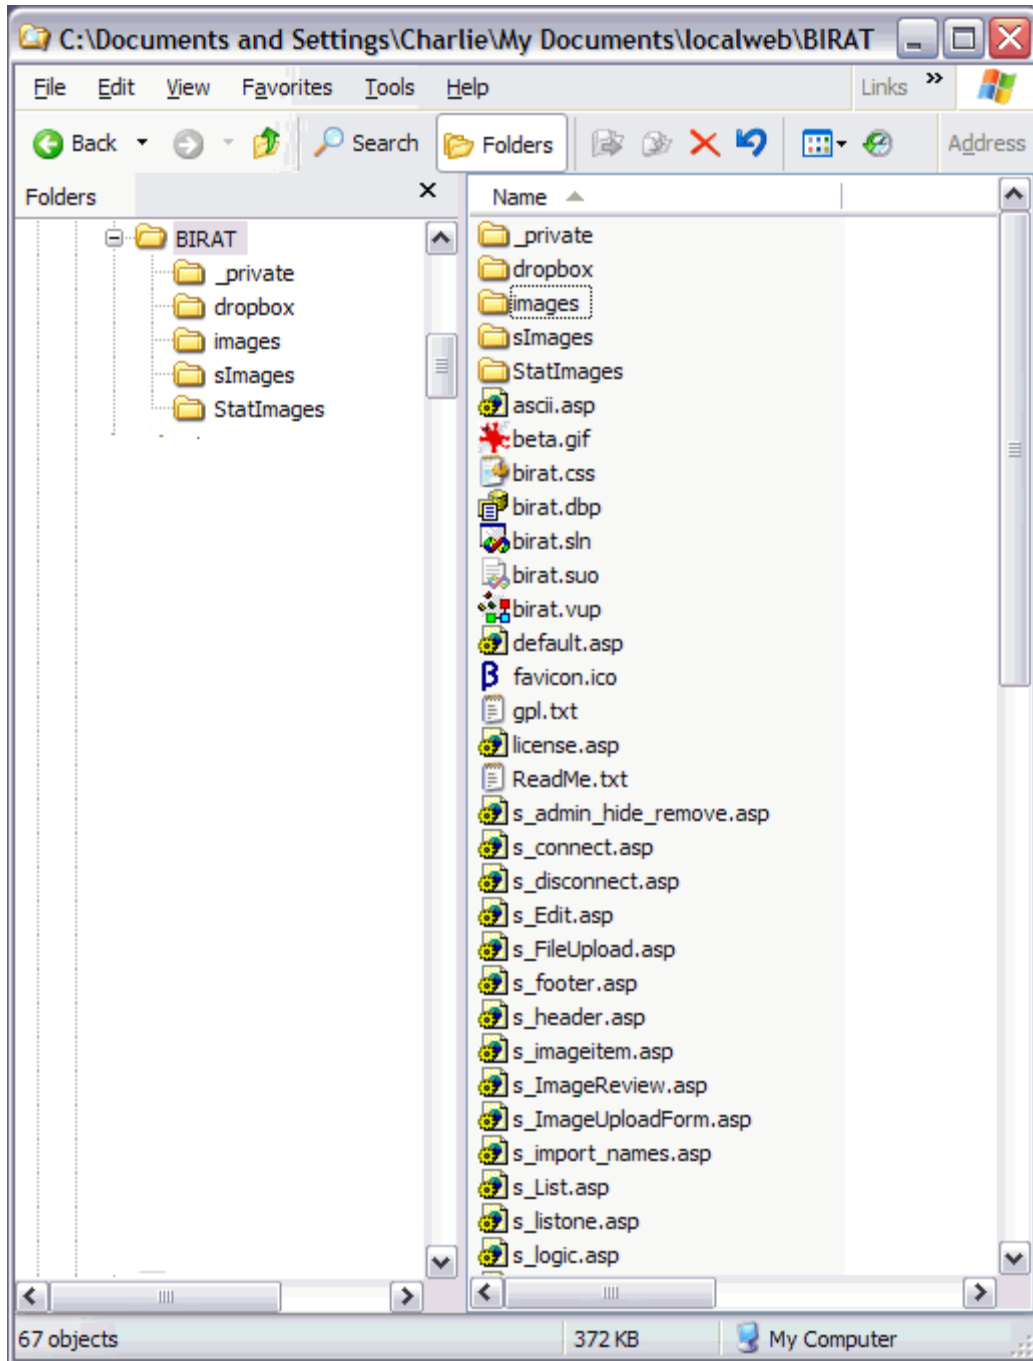 C:\Documents and Settings\Charlie\My Documents\localweb\BIRAT
File Edit View Favorites Tools Help Links »
Back Search Folders Address
Folders x
Name
BIRAT
_private
dropbox
images
sImages
StatImages
_private
dropbox
images
sImages
StatImages
ascii.asp
beta.gif
birat.css
birat.dbp
birat.sln
birat.suo
birat.vup
default.asp
β favicon.ico
gpl.txt
license.asp
ReadMe.txt
s_admin_hide_remove.asp
s_connect.asp
s_disconnect.asp
s_Edit.asp
s_FileUpload.asp
s_footer.asp
s_header.asp
s_imageitem.asp
s_ImageReview.asp
s_ImageUploadForm.asp
s_import_names.asp
s_List.asp
s_listone.asp
s_logic.asp
67 objects 372 KB My Computer